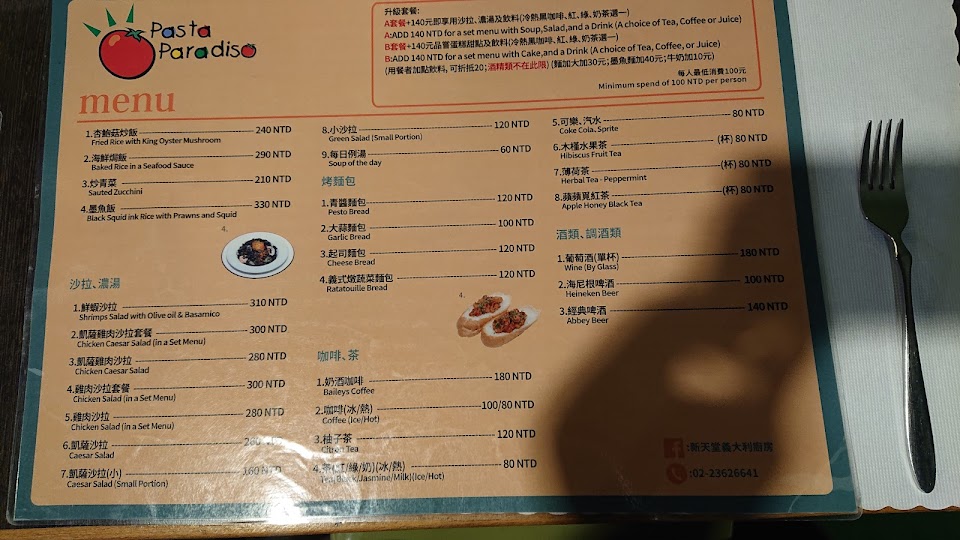 Pasta
Paradiso
menu
升級套餐:
A套餐+140元即享用沙拉、濃湯及飲料(冷熱黑咖啡、紅、綠、奶茶選一)
A:ADD 140 NTD for a set menu with Soup,Salad,and a Drink (A choice of Tea, Coffee or Juice)
B套餐+140元品嘗蛋糕甜點及飲料(冷熱黑咖啡、紅、綠、奶茶選一)
B:ADD 140 NTD for a set menu with Cake,and a Drink (A choice of Tea, Coffee, or Juice)
(用餐者加點飲料, 可折抵20;酒精類不在此限) (麵加大加30元;墨魚麵加40元;牛奶加10元)
每人最低消費100元
Minimum spend of 100 NTD per person
1.杏鮑菇炒飯 240 NTD
Fried Rice with King Oyster Mushroom
2.海鮮焗飯 290 NTD
Baked Rice in a Seafood Sauce
3.炒青菜 210 NTD
Sauted Zucchini
4.墨魚飯 330 NTD
Black Squid ink Rice with Prawns and Squid
4.
沙拉、濃湯
1.鮮蝦沙拉 310 NTD
Shrimps Salad with Olive oil & Basamico
2.凱薩雞肉沙拉套餐 300 NTD
Chicken Caesar Salad (in a Set Menu)
3.凱薩雞肉沙拉 280 NTD
Chicken Caesar Salad
4.雞肉沙拉套餐 300 NTD
Chicken Salad (in a Set Menu)
5.雞肉沙拉 280 NTD
Chicken Salad (in a Set Menu)
6.凱薩沙拉 NTD
Caesar Salad
7.凱薩沙拉(小) 160 NTD
Caesar Salad (Small Portion)
8.小沙拉 120 NTD
Green Salad (Small Portion)
9.每日例湯 60 NTD
Soup of the day
烤麵包
1.青醬麵包 120 NTD
Pesto Bread
2.大蒜麵包 100 NTD
Garlic Bread
3.起司麵包 120 NTD
Cheese Bread
4.義式燉蔬菜麵包 120 NTD
Ratatouille Bread
4.
咖啡、茶
1.奶酒咖啡 180 NTD
Baileys Coffee
2.咖啡(冰/熱) 100/80 NTD
Coffee (Ice/Hot)
3.柚子茶 120 NTD
Citron Tea
4.茶(紅/綠/奶)(冰/熱) 80 NTD
Tea (Black/Jasmine/Milk)(Ice/Hot)
5.可樂、汽水 80 NTD
Coke Cola、Sprite
6.木槿水果茶 (杯) 80 NTD
Hibiscus Fruit Tea
7.薄荷茶 (杯) 80 NTD
Herbal Tea - Peppermint
8.蘋蘋覓紅茶 (杯) 80 NTD
Apple Honey Black Tea
酒類、調酒類
1.葡萄酒(單杯) 180 NTD
Wine (By Glass)
2.海尼根啤酒 100 NTD
Heineken Beer
3.經典啤酒 140 NTD
Abbey Beer
:新天堂義大利廚房
:02-23626641